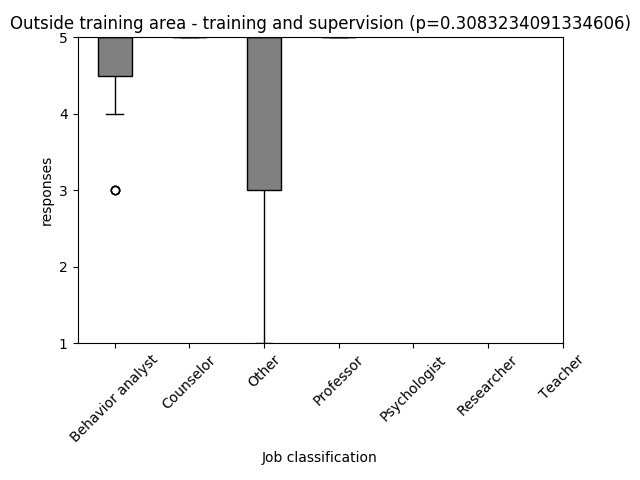 Outside training area - training and supervision (p=0.3083234091334606)
5
4
3
2
1
responses
Behavior analyst
Counselor
Other
Professor
Psychologist
Researcher
Teacher
Job classification